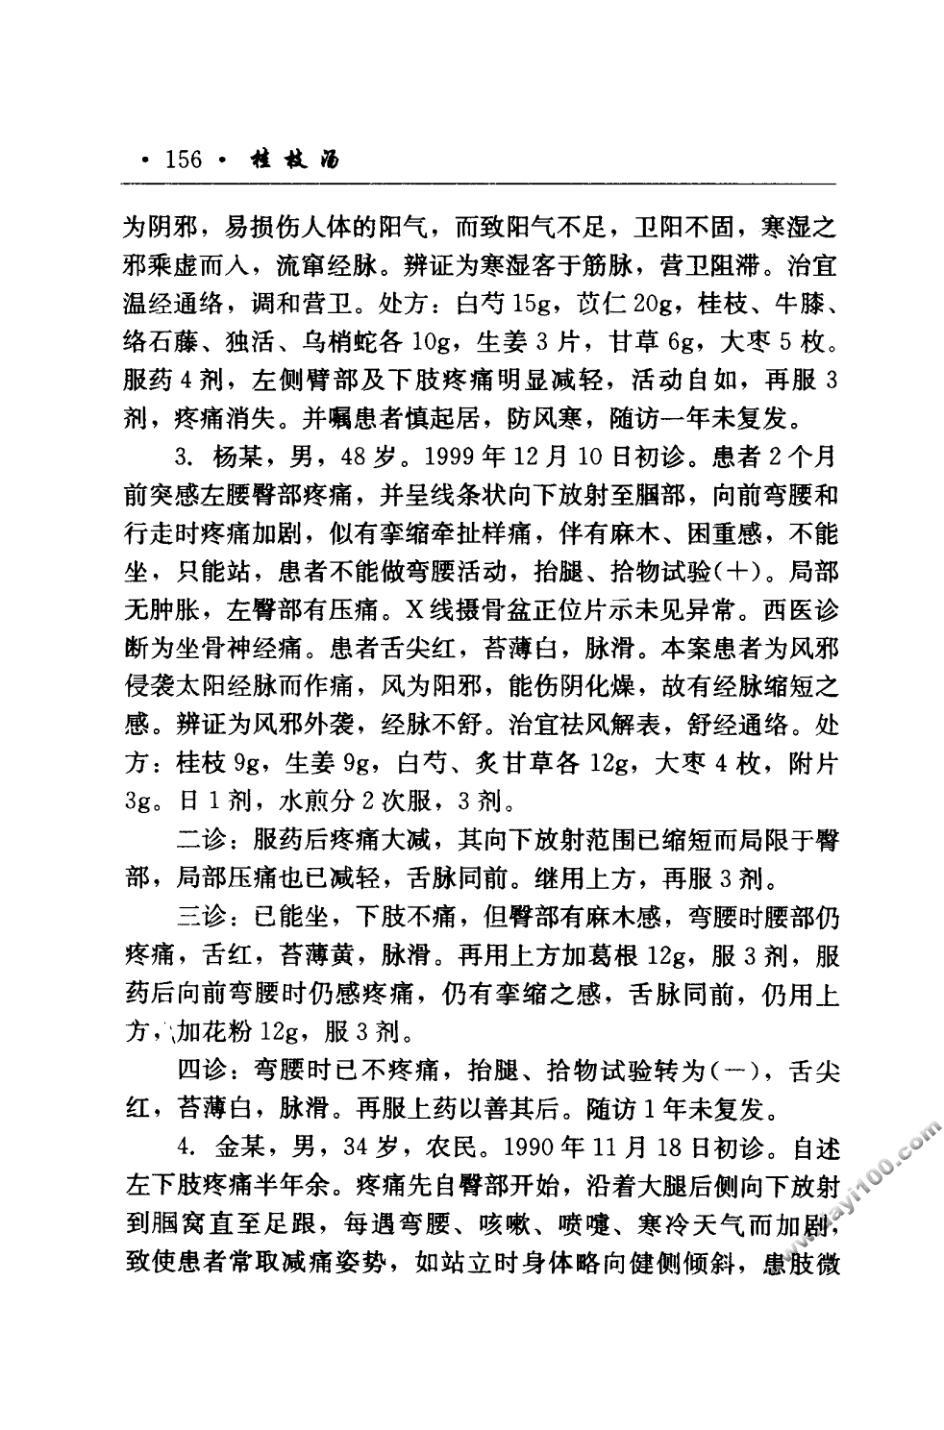 · 156 · 桂枝汤
为阴邪，易损伤人体的阳气，而致阳气不足，卫阳不固，寒湿之
邪乘虚而入，流窜经脉。辨证为寒湿客于筋脉，营卫阻滞。治宜
温经通络，调和营卫。处方：白芍 15g，苡仁 20g，桂枝、牛膝、
络石藤、独活、乌梢蛇各 10g，生姜 3 片，甘草 6g，大枣 5 枚。
服药 4 剂，左侧臂部及下肢疼痛明显减轻，活动自如，再服 3
剂，疼痛消失。并嘱患者慎起居，防风寒，随访一年未复发。
3. 杨某，男，48 岁。1999 年 12 月 10 日初诊。患者 2 个月
前突感左腰臀部疼痛，并呈线条状向下放射至腘部，向前弯腰和
行走时疼痛加剧，似有挛缩牵扯样痛，伴有麻木、困重感，不能
坐，只能站，患者不能做弯腰活动，抬腿、拾物试验(＋)。局部
无肿胀，左臀部有压痛。X 线摄骨盆正位片示未见异常。西医诊
断为坐骨神经痛。患者舌尖红，苔薄白，脉滑。本案患者为风邪
侵袭太阳经脉而作痛，风为阳邪，能伤阴化燥，故有经脉缩短之
感。辨证为风邪外袭，经脉不舒。治宜祛风解表，舒经通络。处
方：桂枝 9g，生姜 9g，白芍、炙甘草各 12g，大枣 4 枚，附片
3g。日 1 剂，水煎分 2 次服，3 剂。
二诊：服药后疼痛大减，其向下放射范围已缩短而局限于臀
部，局部压痛也已减轻，舌脉同前。继用上方，再服 3 剂。
三诊：已能坐，下肢不痛，但臀部有麻木感，弯腰时腰部仍
疼痛，舌红，苔薄黄，脉滑。再用上方加葛根 12g，服 3 剂，服
药后向前弯腰时仍感疼痛，仍有挛缩之感，舌脉同前，仍用上
方，加花粉 12g，服 3 剂。
四诊：弯腰时已不疼痛，抬腿、拾物试验转为(－)，舌尖
红，苔薄白，脉滑。再服上药以善其后。随访 1 年未复发。
4. 金某，男，34 岁，农民。1990 年 11 月 18 日初诊。自述
左下肢疼痛半年余。疼痛先自臀部开始，沿着大腿后侧向下放射
到腘窝直至足跟，每遇弯腰、咳嗽、喷嚏、寒冷天气而加剧，
致使患者常取减痛姿势，如站立时身体略向健侧倾斜，患肢微